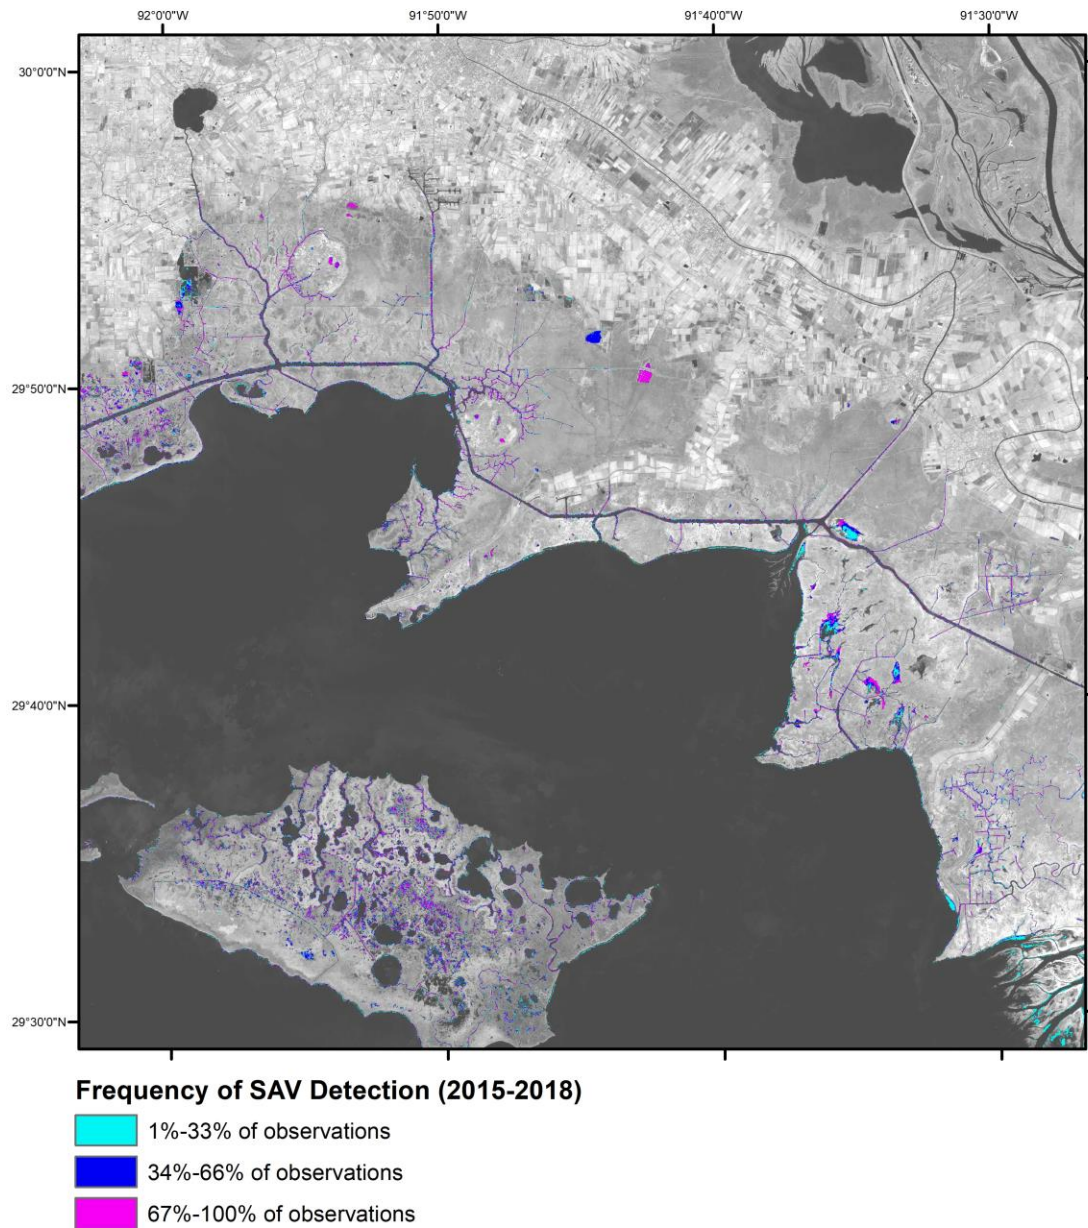 92°0'0"W 91°50'0"W 91°40'0"W 91°30'0"W
30°0'0"N
29°50'0"N
29°40'0"N
29°30'0"N
Frequency of SAV Detection (2015-2018)
1%-33% of observations
34%-66% of observations
67%-100% of observations